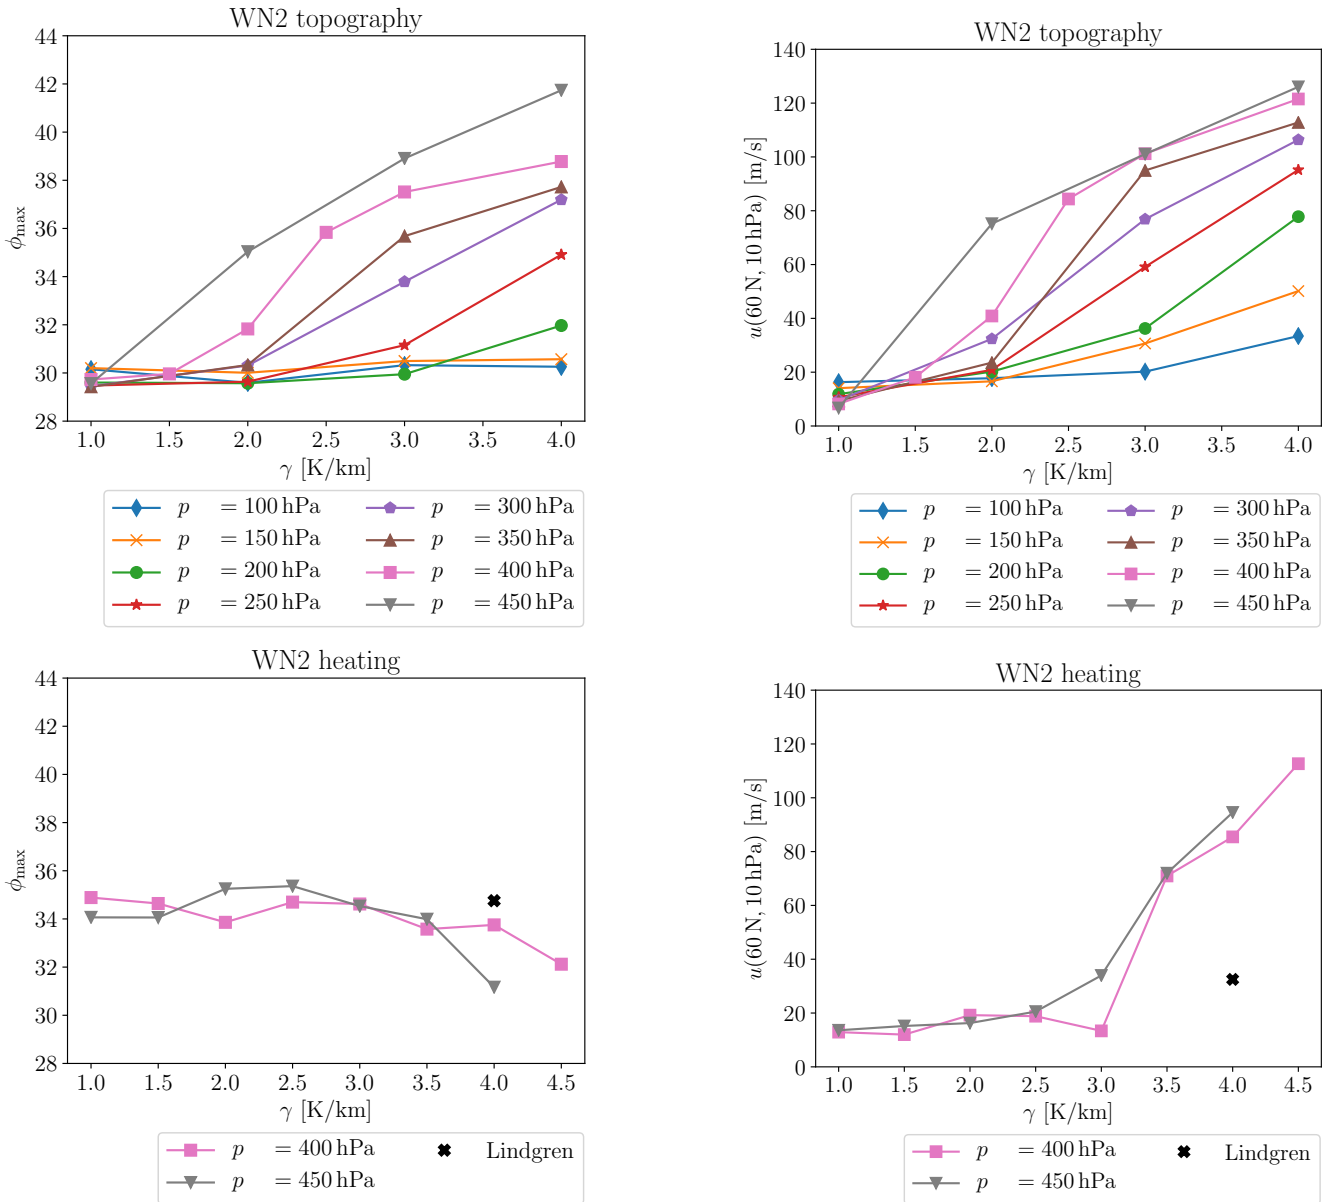 WN2 topography
44
42
40
38
36
34
32
30
28
ϕmax
1.0 1.5 2.0 2.5 3.0 3.5 4.0
γ [K/km]
p = 100 hPa
p = 150 hPa
p = 200 hPa
p = 250 hPa
p = 300 hPa
p = 350 hPa
p = 400 hPa
p = 450 hPa
WN2 topography
140
120
100
80
60
40
20
0
u(60 N, 10 hPa) [m/s]
1.0 1.5 2.0 2.5 3.0 3.5 4.0
γ [K/km]
p = 100 hPa
p = 150 hPa
p = 200 hPa
p = 250 hPa
p = 300 hPa
p = 350 hPa
p = 400 hPa
p = 450 hPa
WN2 heating
44
42
40
38
36
34
32
30
28
ϕmax
1.0 1.5 2.0 2.5 3.0 3.5 4.0 4.5
γ [K/km]
p = 400 hPa
p = 450 hPa
Lindgren
WN2 heating
140
120
100
80
60
40
20
0
u(60 N, 10 hPa) [m/s]
1.0 1.5 2.0 2.5 3.0 3.5 4.0 4.5
γ [K/km]
p = 400 hPa
p = 450 hPa
Lindgren